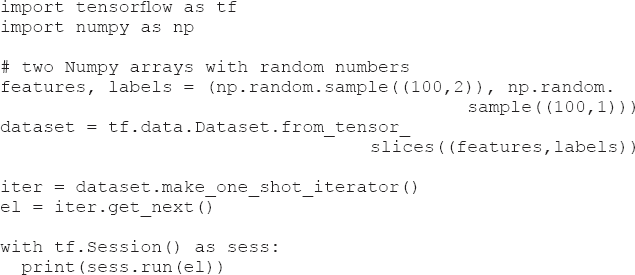 import tensorflow as tf
import numpy as np
# two Numpy arrays with random numbers
features, labels = (np.random.sample((100,2)), np.random.
sample((100,1)))
dataset = tf.data.Dataset.from_tensor_
slices((features,labels))
iter = dataset.make_one_shot_iterator()
el = iter.get_next()
with tf.Session() as sess:
print(sess.run(el))